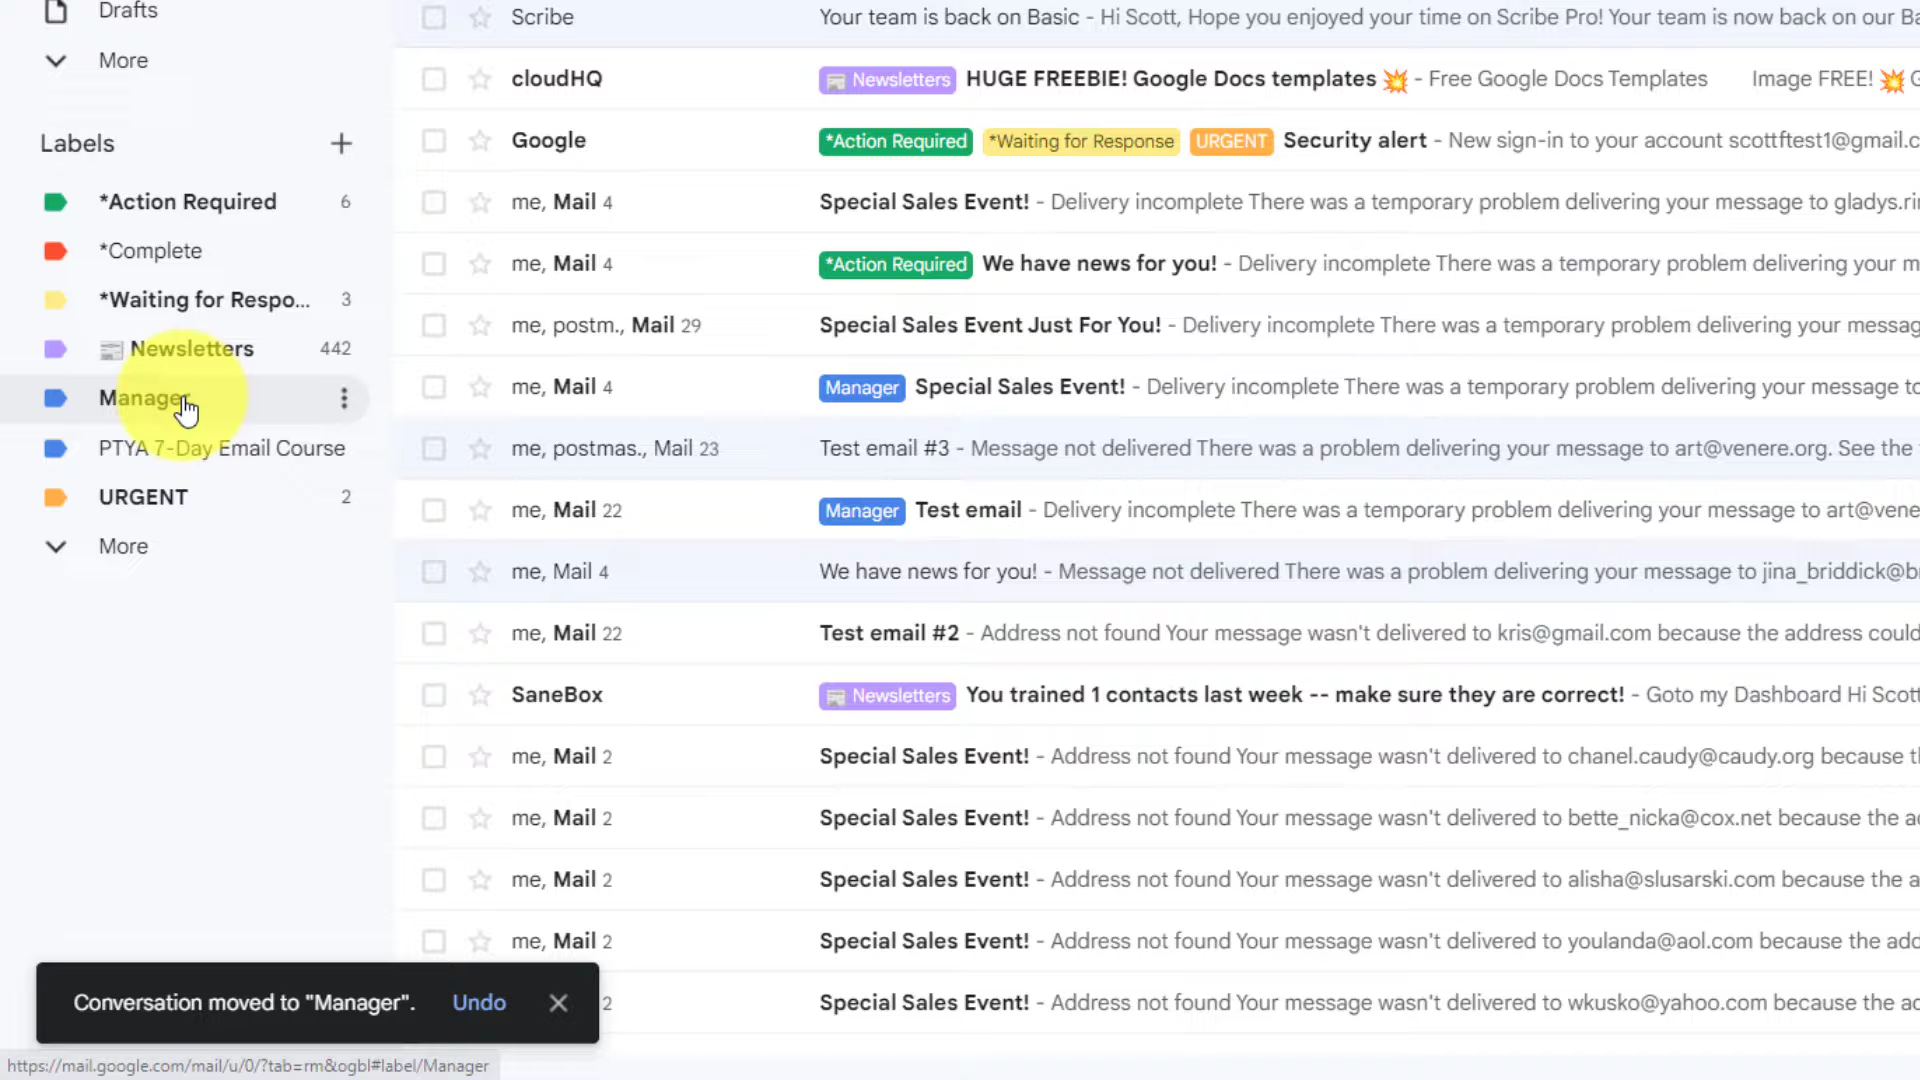 Drafts
More
Labels
*Action Required 6
*Complete
*Waiting for Respo... 3
Newsletters 442
Manager
PTYA 7-Day Email Course
URGENT 2
More
Scribe Your team is back on Basic - Hi Scott, Hope you enjoyed your time on Scribe Pro! Your team is now back on our Ba
cloudHQ Newsletters HUGE FREEBIE! Google Docs templates 💥 - Free Google Docs Templates Image FREE! 💥 G
Google *Action Required *Waiting for Response URGENT Security alert - New sign-in to your account scottftest1@gmail.c
me, Mail 4 Special Sales Event! - Delivery incomplete There was a temporary problem delivering your message to gladys.rir
me, Mail 4 *Action Required We have news for you! - Delivery incomplete There was a temporary problem delivering your m
me, postm., Mail 29 Special Sales Event Just For You! - Delivery incomplete There was a temporary problem delivering your messag
me, Mail 4 Manager Special Sales Event! - Delivery incomplete There was a temporary problem delivering your message to
me, postmas., Mail 23 Test email #3 - Message not delivered There was a problem delivering your message to art@venere.org. See the
me, Mail 22 Manager Test email - Delivery incomplete There was a temporary problem delivering your message to art@vene
me, Mail 4 We have news for you! - Message not delivered There was a problem delivering your message to jina_briddick@br
me, Mail 22 Test email #2 - Address not found Your message wasn't delivered to kris@gmail.com because the address could
SaneBox Newsletters You trained 1 contacts last week -- make sure they are correct! - Goto my Dashboard Hi Scott
me, Mail 2 Special Sales Event! - Address not found Your message wasn't delivered to chanel.caudy@caudy.org because th
me, Mail 2 Special Sales Event! - Address not found Your message wasn't delivered to bette_nicka@cox.net because the ad
me, Mail 2 Special Sales Event! - Address not found Your message wasn't delivered to alisha@slusarski.com because the a
me, Mail 2 Special Sales Event! - Address not found Your message wasn't delivered to youlanda@aol.com because the add
2 Special Sales Event! - Address not found Your message wasn't delivered to wkusko@yahoo.com because the ad
Conversation moved to "Manager". Undo
https://mail.google.com/mail/u/0/?tab=rm&ogbl#label/Manager